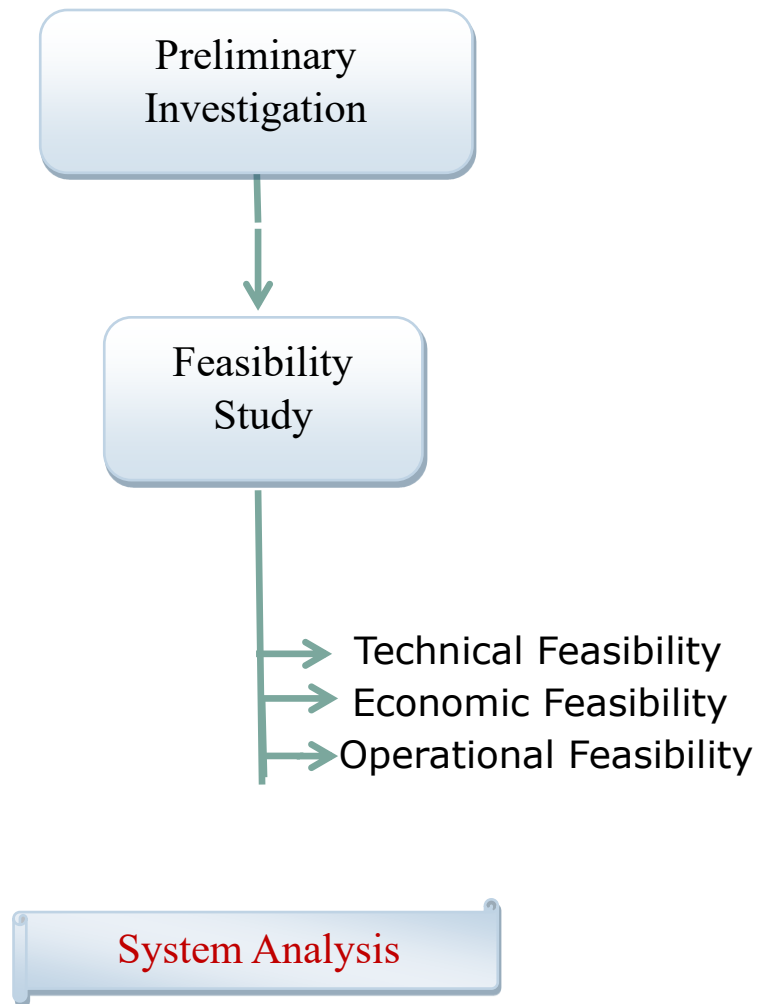 Preliminary
Investigation
Feasibility
Study
Technical Feasibility
Economic Feasibility
Operational Feasibility
System Analysis